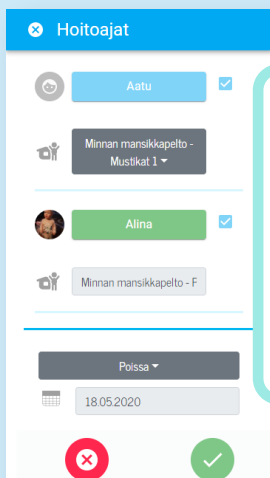 Hoitoajat
Aatu
Minnan mansikkapelto -
Mustikat 1
Alina
Minnan mansikkapelto - F
Poissa
18.05.2020